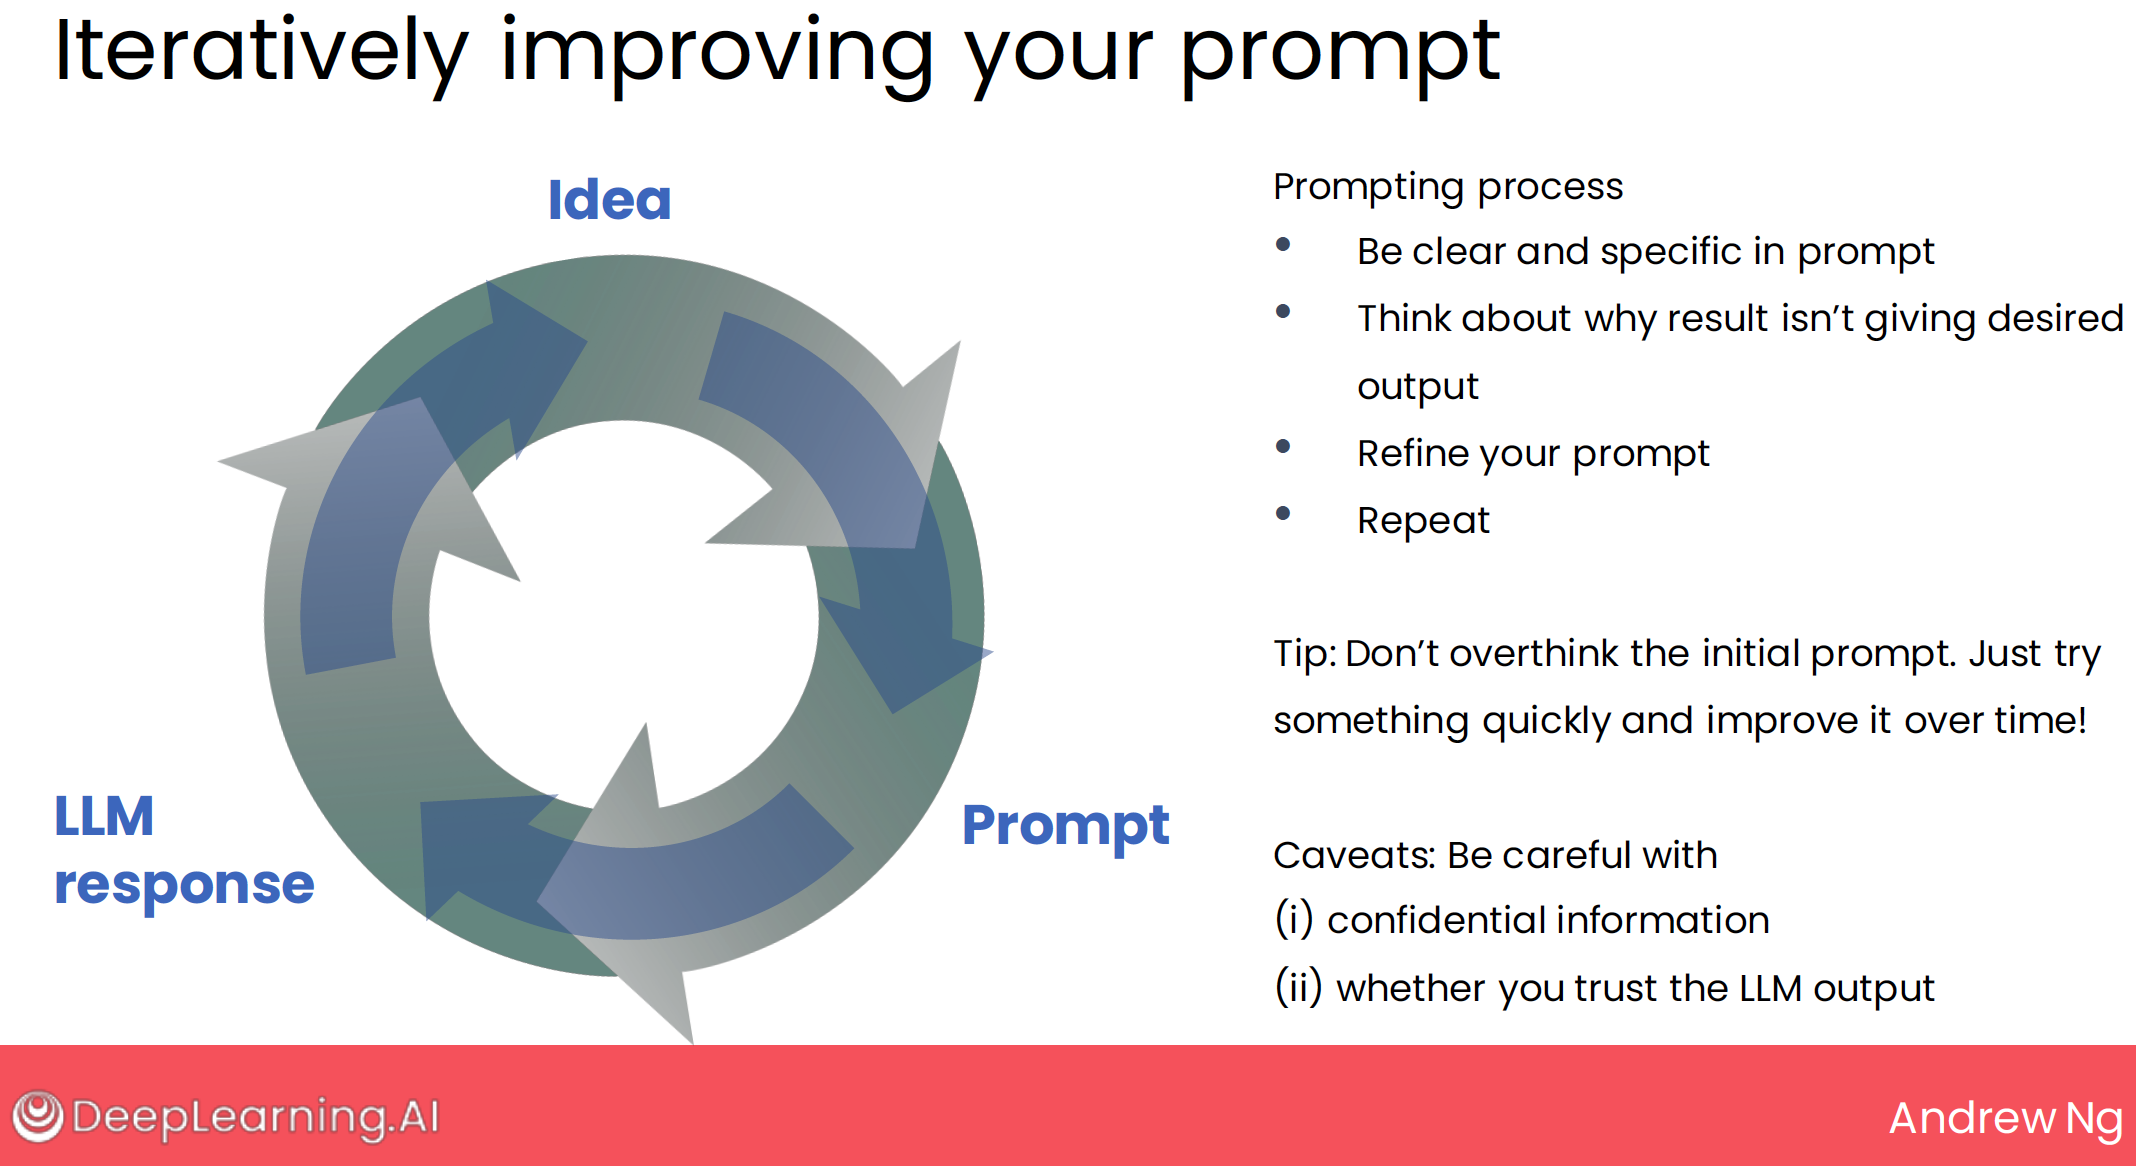 Iteratively improving your prompt
Idea
Prompt
LLM
response
Prompting process
• Be clear and specific in prompt
• Think about why result isn’t giving desired
output
• Refine your prompt
• Repeat
Tip: Don’t overthink the initial prompt. Just try
something quickly and improve it over time!
Caveats: Be careful with
(i) confidential information
(ii) whether you trust the LLM output
DeepLearning.AI
Andrew Ng